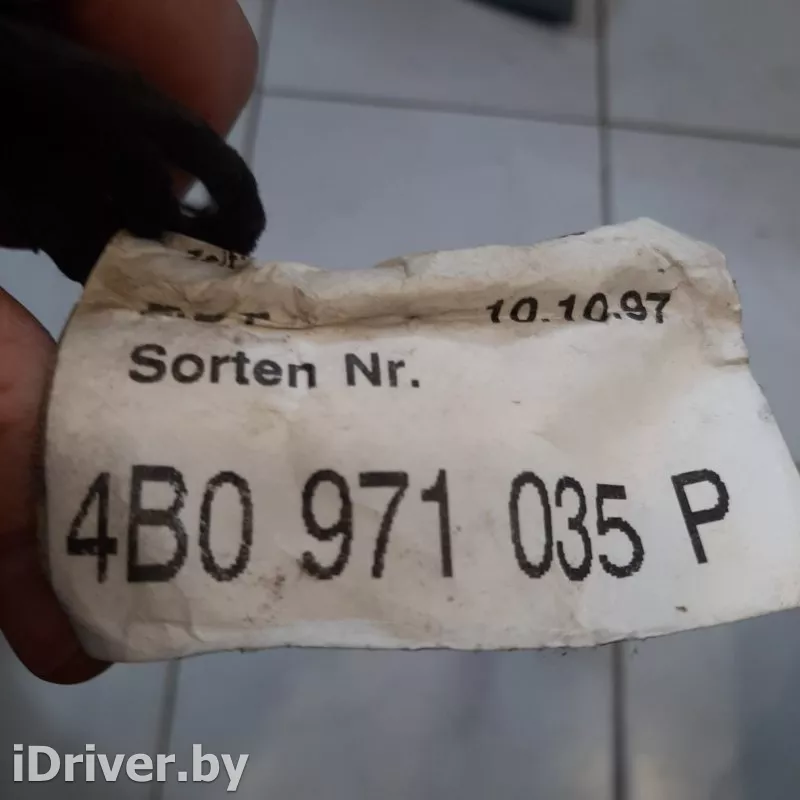 10.10.97
Sorten Nr.
4B0 971 035 P
iDriver.by